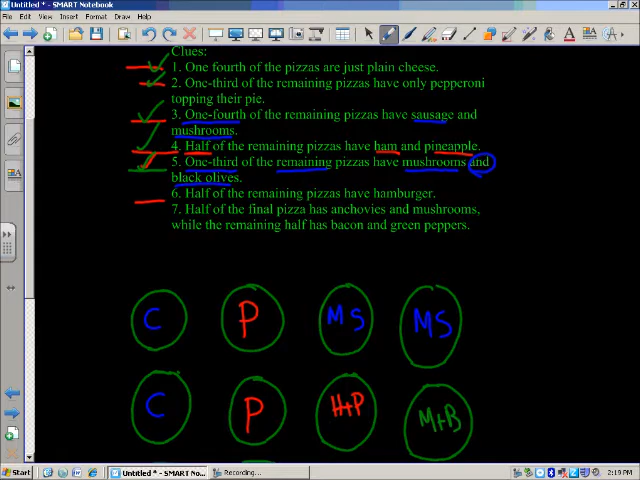 Untitled * - SMART Notebook
File Edit View Insert Format Draw Help
Clues:
1. One fourth of the pizzas are just plain cheese.
2. One-third of the remaining pizzas have only pepperoni
topping their pie.
3. One-fourth of the remaining pizzas have sausage and
mushrooms.
4. Half of the remaining pizzas have ham and pineapple.
5. One-third of the remaining pizzas have mushrooms and
black olives.
6. Half of the remaining pizzas have hamburger.
7. Half of the final pizza has anchovies and mushrooms,
while the remaining half has bacon and green peppers.
C P MS MS
C P H+P M+B
Start Untitled * - SMART Note... Recording... 2:19 PM